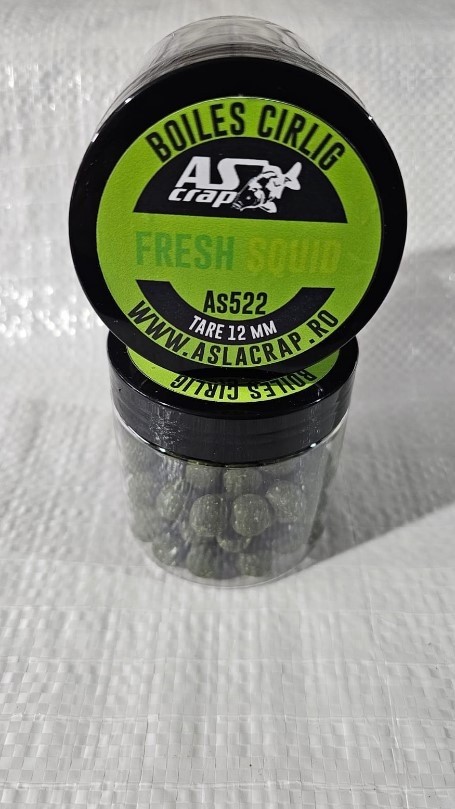 BOILES CIRLIG
AS
crap
FRESH SQUID
AS522
TARE 12 MM
WWW.ASLACRAP.RO
BOILES CIRLIG